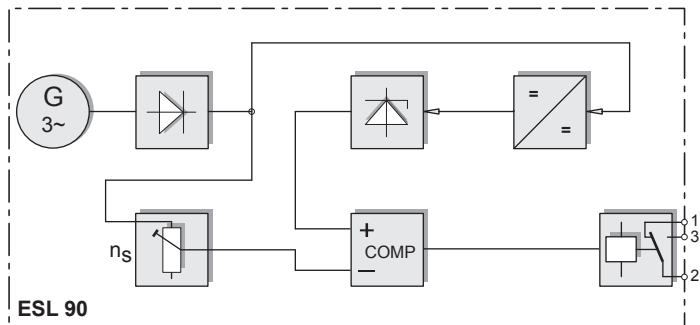 G
3~
=
=
n_s
+
COMP
−
1
3
2
ESL 90